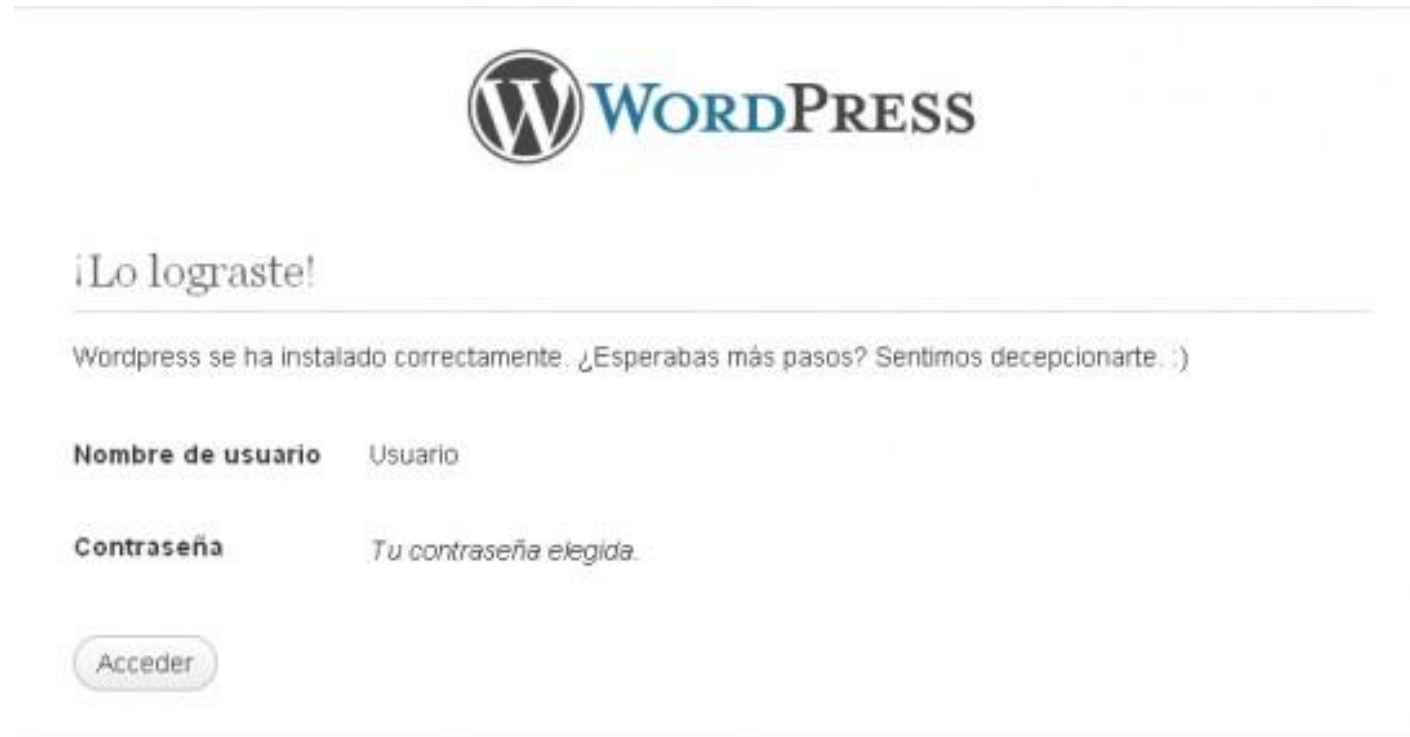 WORDPRESS
¡Lo lograste!
Wordpress se ha instalado correctamente. ¿Esperabas más pasos? Sentimos decepcionarte. :)
Nombre de usuario Usuario
Contraseña Tu contraseña elegida.
Acceder